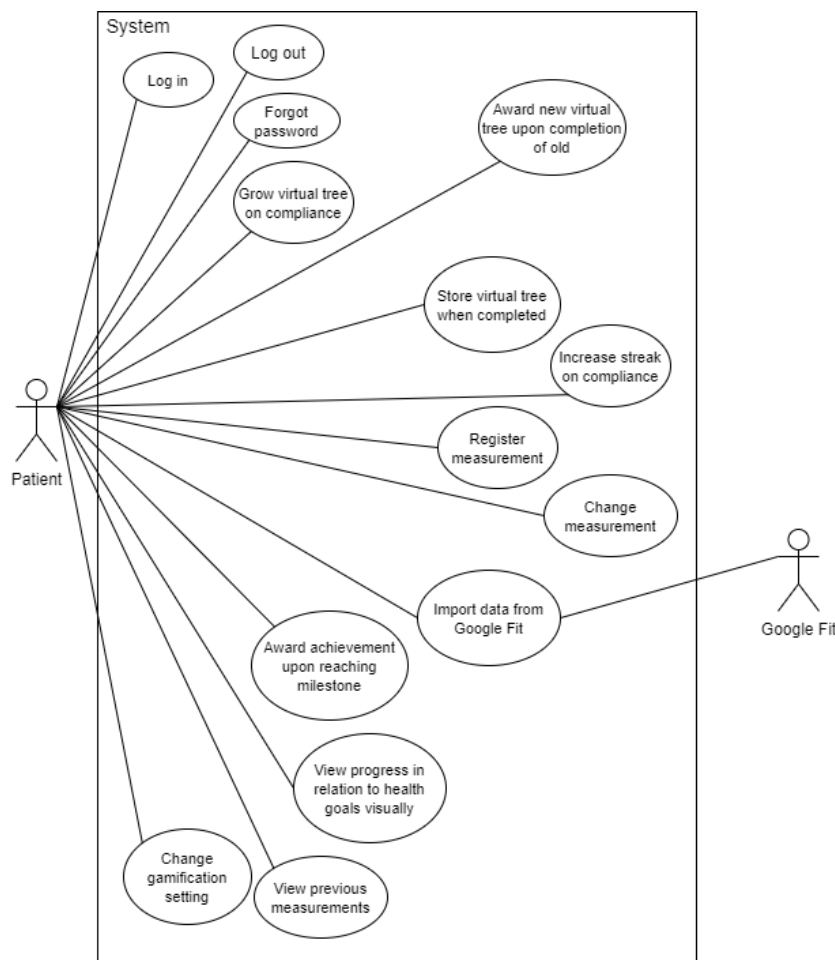 System
Log out
Log in
Forgot
password
Award new virtual
tree upon completion
of old
Grow virtual tree
on compliance
Store virtual tree
when completed
Increase streak
on compliance
Register
measurement
Patient
Change
measurement
Import data from
Google Fit
Google Fit
Award achievement
upon reaching
milestone
View progress in
relation to health
goals visually
Change
gamification
setting
View previous
measurements